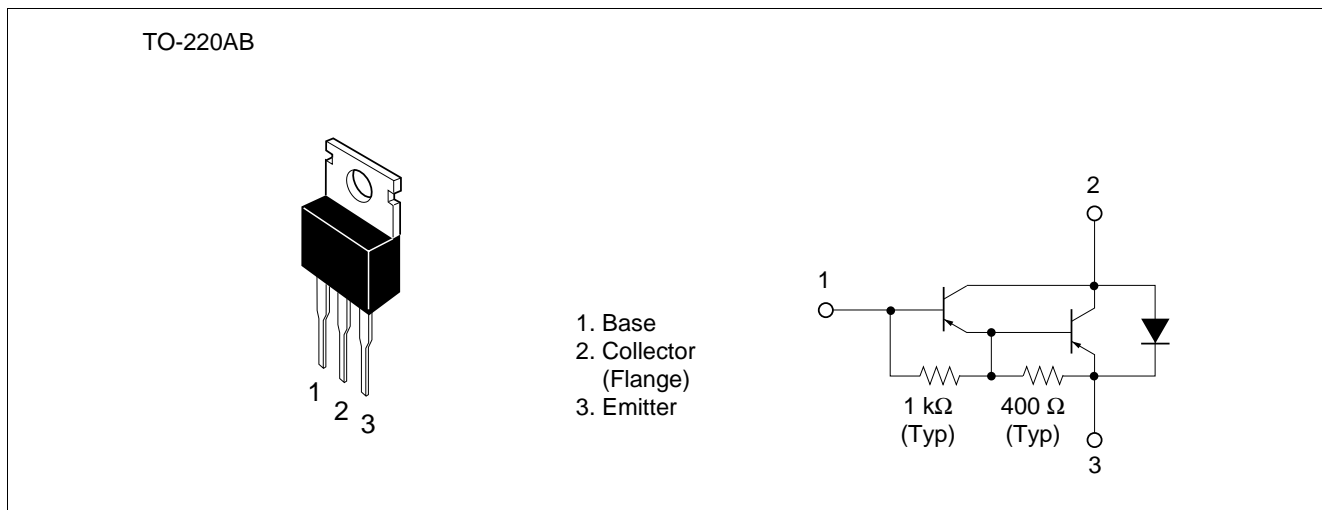 TO-220AB
1
2
3
1. Base
2. Collector
(Flange)
3. Emitter
2
1
1 kΩ
(Typ)
400 Ω
(Typ)
3